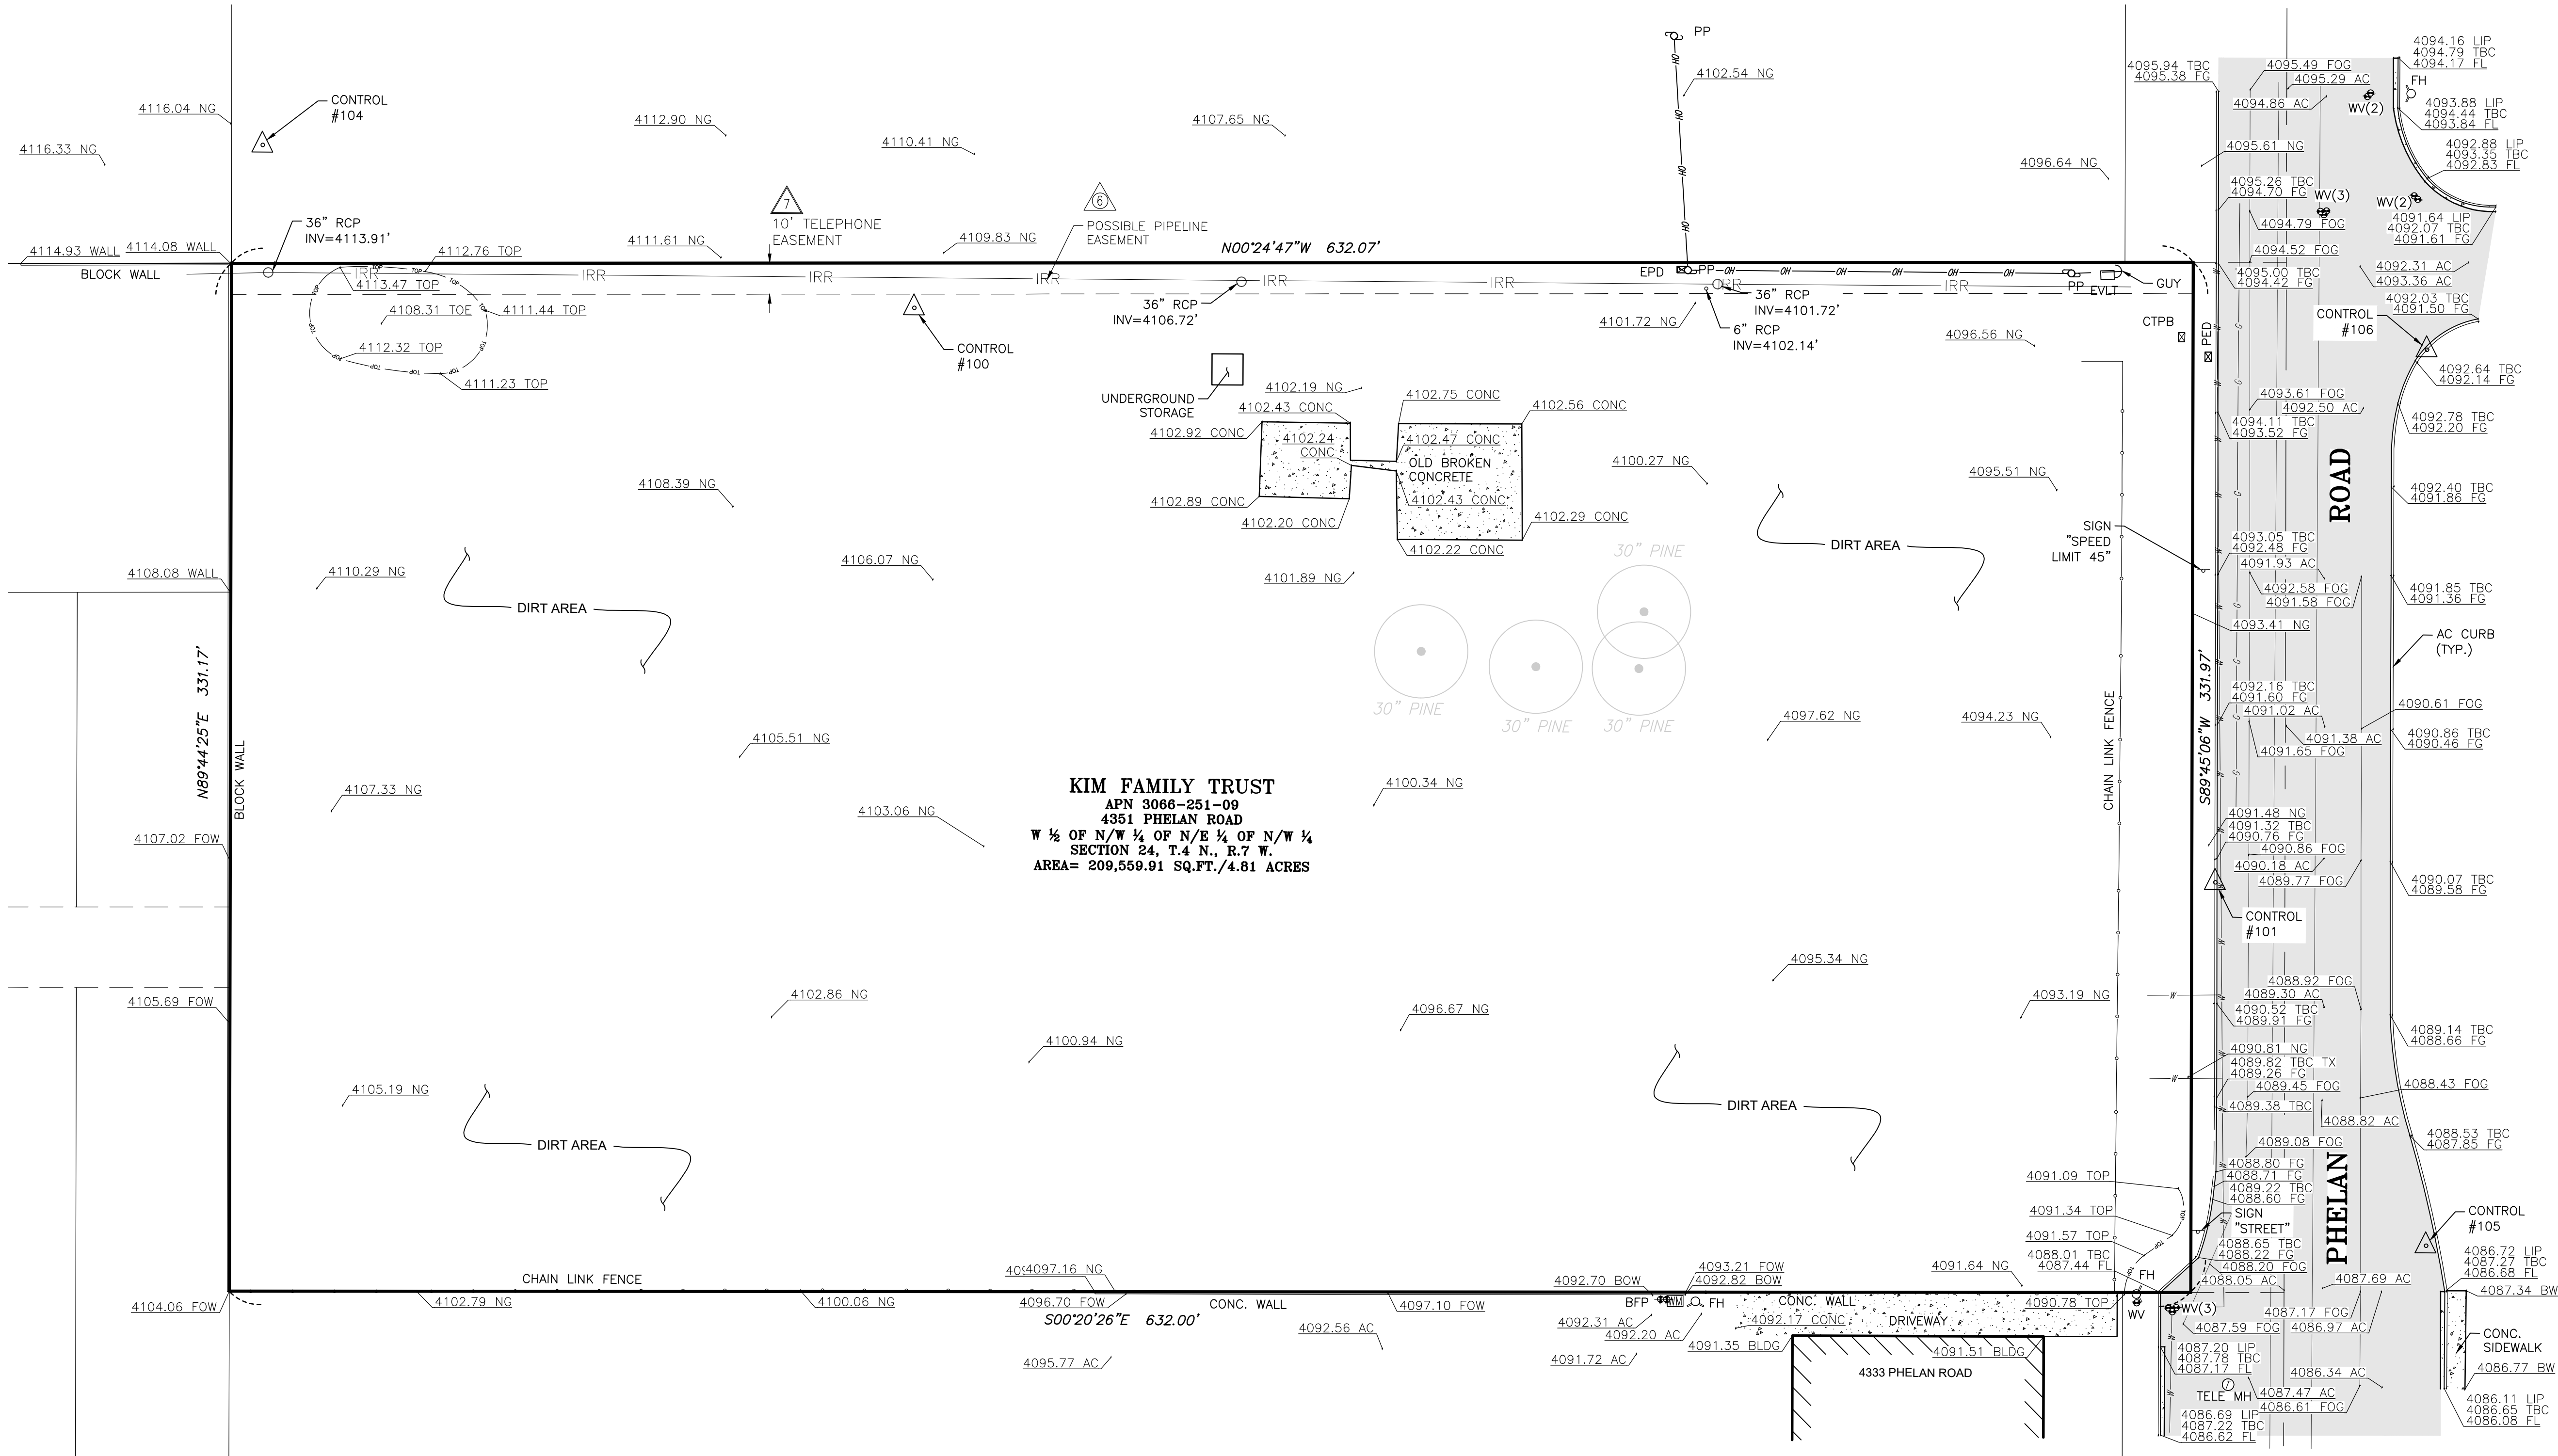 PP
4102.54 NG
4116.04 NG
CONTROL
#104
4112.90 NG
4110.41 NG
4107.65 NG
4116.33 NG
4096.64 NG
4095.94 TBC
4095.38 FG
4095.49 FOG
4095.29 AC
4094.86 AC
WV(2)
4094.16 LIP
4094.79 TBC
4094.17 FL
FH
4093.88 LIP
4094.44 TBC
4093.84 FL
4092.88 LIP
4093.35 TBC
4092.83 FL
4095.61 NG
4095.26 TBC
4094.70 FG
WV(3)
WV(2)
4094.79 FOG
4091.64 LIP
4092.07 TBC
4091.61 FG
4094.52 FOG
4092.31 AC
4095.00 TBC
4094.42 FG
4093.36 AC
4092.03 TBC
4091.50 FG
36" RCP
INV=4113.91'
4112.76 TOP
4111.61 NG
7
10' TELEPHONE
EASEMENT
4109.83 NG
6
POSSIBLE PIPELINE
EASEMENT
N00°24'47"W 632.07'
4114.93 WALL
4114.08 WALL
BLOCK WALL
IRR
IRR
IRR
IRR
IRR
IRR
IRR
IRR
OH
OH
OH
OH
OH
OH
OH
OH
EPD
PP
PP
EVLT
GUY
4113.47 TOP
4108.31 TOE
4111.44 TOP
4112.32 TOP
4111.23 TOP
TOP
TOP
TOP
TOP
TOP
TOP
TOP
TOP
TOP
TOP
CONTROL
#100
36" RCP
INV=4106.72'
36" RCP
INV=4101.72'
6" RCP
INV=4102.14'
4101.72 NG
4096.56 NG
CTPB
PED
CONTROL
#106
4092.64 TBC
4092.14 FG
UNDERGROUND
STORAGE
4102.19 NG
4102.43 CONC
4102.92 CONC
4102.24
CONC
4102.89 CONC
4102.20 CONC
4102.75 CONC
4102.56 CONC
4102.47 CONC
OLD BROKEN
CONCRETE
4102.43 CONC
4102.29 CONC
4102.22 CONC
4093.61 FOG
4092.50 AC
4094.11 TBC
4093.52 FG
4092.78 TBC
4092.20 FG
4108.39 NG
4100.27 NG
4095.51 NG
ROAD
4092.40 TBC
4091.86 FG
SIGN
"SPEED
LIMIT 45"
DIRT AREA
4093.05 TBC
4092.48 FG
4091.93 AC
4092.58 FOG
4091.58 FOG
4091.85 TBC
4091.36 FG
4093.41 NG
AC CURB
(TYP.)
4108.08 WALL
4110.29 NG
4106.07 NG
4101.89 NG
DIRT AREA
30" PINE
30" PINE
30" PINE
30" PINE
N89°44'25"E 331.17'
BLOCK WALL
CHAIN LINK FENCE
S89°45'06"W 331.97'
4105.51 NG
4097.62 NG
4094.23 NG
4092.16 TBC
4091.60 FG
4091.02 AC
4091.38 AC
4091.65 FOG
4090.61 FOG
4090.86 TBC
4090.46 FG
4107.33 NG
4103.06 NG
4100.34 NG
KIM FAMILY TRUST
APN 3066-251-09
4351 PHELAN ROAD
W ½ OF N/W ¼ OF N/E ¼ OF N/W ¼
SECTION 24, T.4 N., R.7 W.
AREA= 209,559.91 SQ.FT./4.81 ACRES
4091.48 NG
4091.32 TBC
4090.76 FG
4090.86 FOG
4090.18 AC
4089.77 FOG
4090.07 TBC
4089.58 FG
4107.02 FOW
CONTROL
#101
4095.34 NG
4105.69 FOW
4102.86 NG
4096.67 NG
4093.19 NG
W
4088.92 FOG
4089.30 AC
4090.52 TBC
4089.91 FG
4089.14 TBC
4088.66 FG
4100.94 NG
4090.81 NG
4089.82 TBC TX
4089.26 FG
4089.45 FOG
4089.38 TBC
W
4088.43 FOG
4088.82 AC
4105.19 NG
DIRT AREA
DIRT AREA
4088.53 TBC
4087.85 FG
4089.08 FOG
4088.80 FG
4088.71 FG
4089.22 TBC
4088.60 FG
PHELAN
4091.09 TOP
4091.34 TOP
4091.57 TOP
TOP
TOP
TOP
SIGN
"STREET"
4088.01 TBC
4087.44 FL
FH
4088.65 TBC
4088.22 FG
4088.20 FOG
4088.05 AC
CONTROL
#105
4086.72 LIP
4087.27 TBC
4086.68 FL
4087.34 BW
CHAIN LINK FENCE
4097.16 NG
4092.70 BOW
4093.21 FOW
4092.82 BOW
4091.64 NG
4087.69 AC
4104.06 FOW
4102.79 NG
4100.06 NG
4096.70 FOW
S00°20'26"E 632.00'
CONC. WALL
4097.10 FOW
BFP
WM
FH
CONC. WALL
4090.78 TOP
WV
WV(3)
4087.17 FOG
4092.56 AC
4092.31 AC
4092.20 AC
4092.17 CONC
DRIVEWAY
4087.59 FOG
4086.97 AC
CONC.
SIDEWALK
4095.77 AC
4091.72 AC
4091.35 BLDG
4091.51 BLDG
4333 PHELAN ROAD
4087.20 LIP
4087.78 TBC
4087.17 FL
4086.34 AC
4086.77 BW
TELE MH
4087.47 AC
4086.61 FOG
4086.69 LIP
4087.22 TBC
4086.62 FL
4086.11 LIP
4086.65 TBC
4086.08 FL